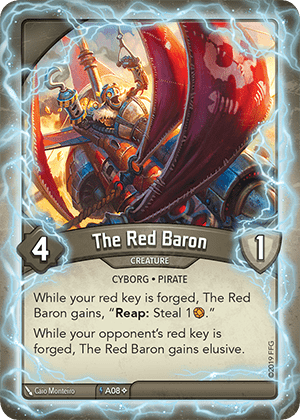 The Red Baron
4
CREATURE
1
CYBORG • PIRATE
While your red key is forged, The Red
Baron gains, “Reap: Steal 1.”
While your opponent’s red key is
forged, The Red Baron gains elusive.
Caio Monteiro
A08
©2019 FFG